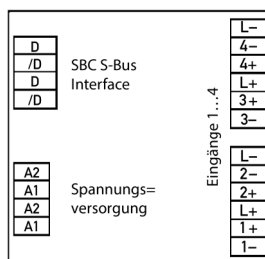 D
/D
D
/D
SBC S-Bus
Interface
A2
A1
A2
A1
Spannungs=
versorgung
Eingänge 1...4
L–
4–
4+
L+
3+
3–
L–
2–
2+
L+
1+
1–